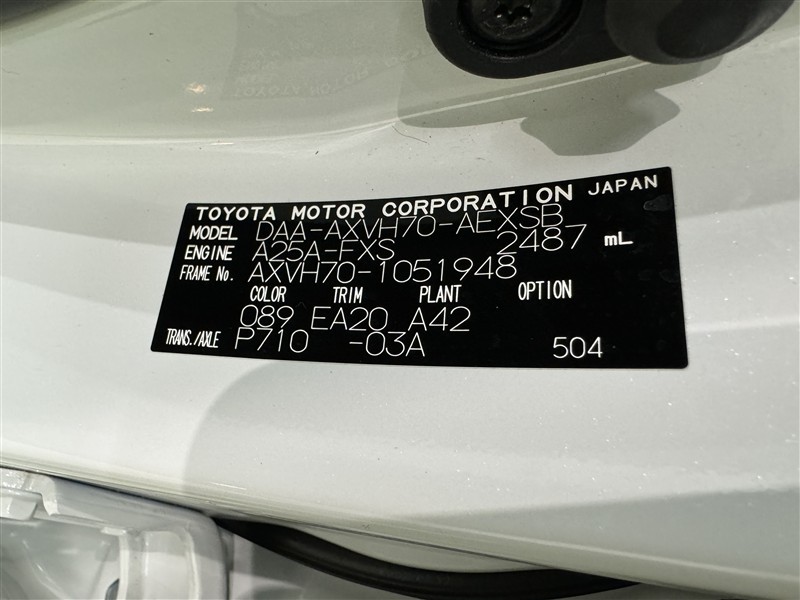 TOYOTA MOTOR CORPORATION JAPAN
MODEL DAA-AXVH70-AEXSB
ENGINE A25A-FXS 2487 mL
FRAME No. AXVH70-1051948
COLOR TRIM PLANT OPTION
089 EA20 A42
TRANS./AXLE P710 -03A 504